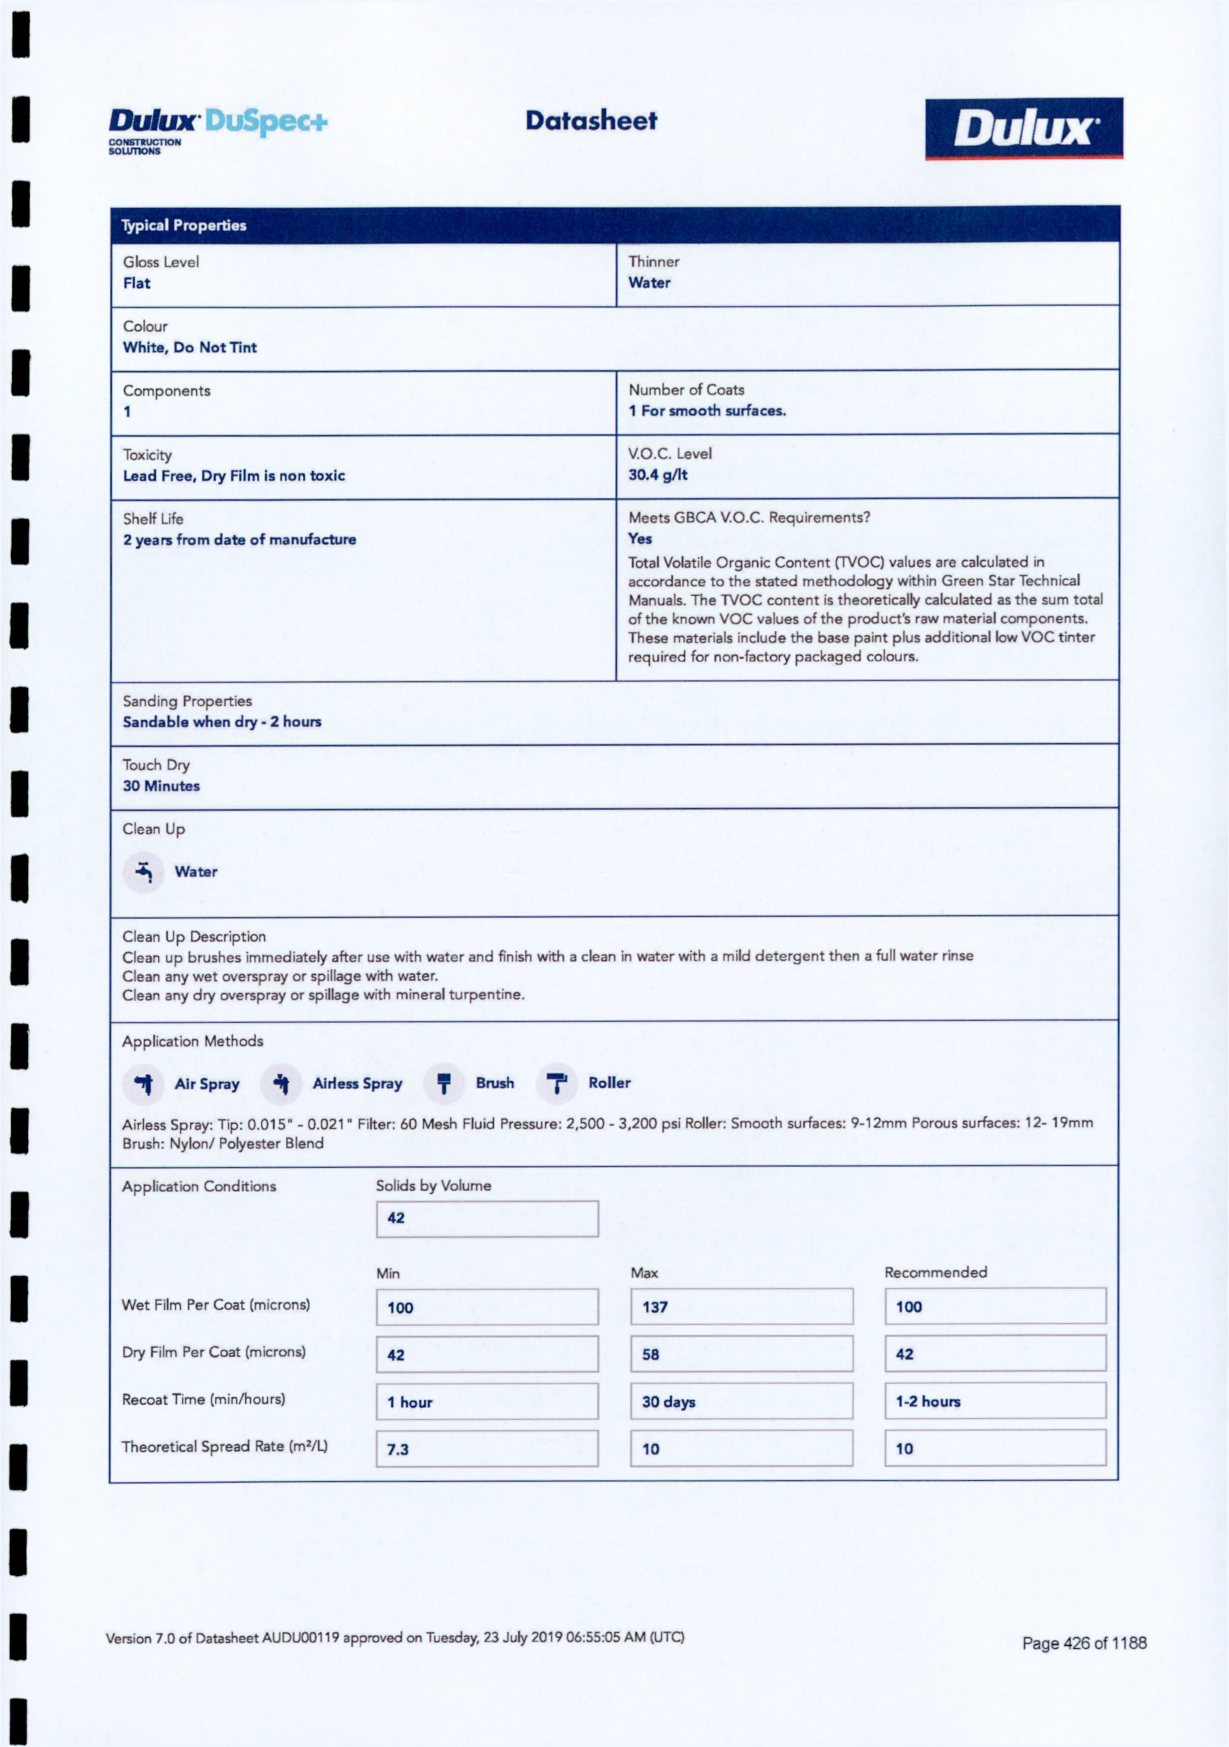 Dulux DuSpec+
CONSTRUCTION
SOLUTIONS
Datasheet
Dulux
Typical Properties
Gloss Level
Flat
Thinner
Water
Colour
White, Do Not Tint
Components
1
Number of Coats
1 For smooth surfaces.
Toxicity
Lead Free, Dry Film is non toxic
V.O.C. Level
30.4 g/lt
Shelf Life
2 years from date of manufacture
Meets GBCA V.O.C. Requirements?
Yes
Total Volatile Organic Content (TVOC) values are calculated in
accordance to the stated methodology within Green Star Technical
Manuals. The TVOC content is theoretically calculated as the sum total
of the known VOC values of the product's raw material components.
These materials include the base paint plus additional low VOC tinter
required for non-factory packaged colours.
Sanding Properties
Sandable when dry - 2 hours
Touch Dry
30 Minutes
Clean Up
Water
Clean Up Description
Clean up brushes immediately after use with water and finish with a clean in water with a mild detergent then a full water rinse
Clean any wet overspray or spillage with water.
Clean any dry overspray or spillage with mineral turpentine.
Application Methods
Air Spray Airless Spray Brush Roller
Airless Spray: Tip: 0.015" - 0.021" Filter: 60 Mesh Fluid Pressure: 2,500 - 3,200 psi Roller: Smooth surfaces: 9-12mm Porous surfaces: 12- 19mm
Brush: Nylon/ Polyester Blend
Application Conditions Solids by Volume
42
Min Max Recommended
Wet Film Per Coat (microns) 100 137 100
Dry Film Per Coat (microns) 42 58 42
Recoat Time (min/hours) 1 hour 30 days 1-2 hours
Theoretical Spread Rate (m²/L) 7.3 10 10
Version 7.0 of Datasheet AUDU00119 approved on Tuesday, 23 July 2019 06:55:05 AM (UTC)
Page 426 of 1188